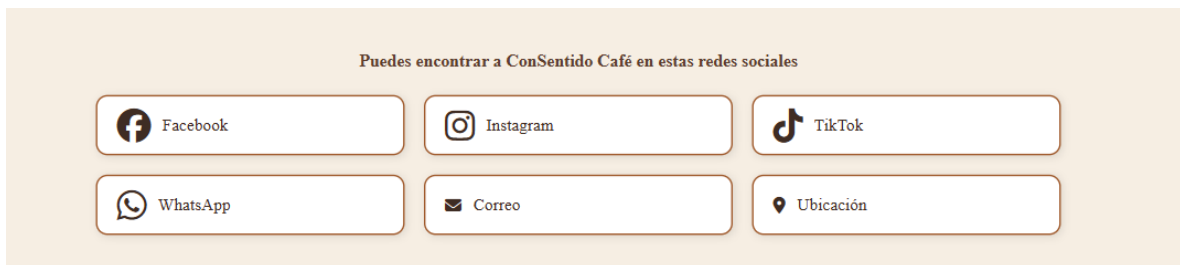 Puedes encontrar a ConSentido Café en estas redes sociales
Facebook
Instagram
TikTok
WhatsApp
Correo
Ubicación